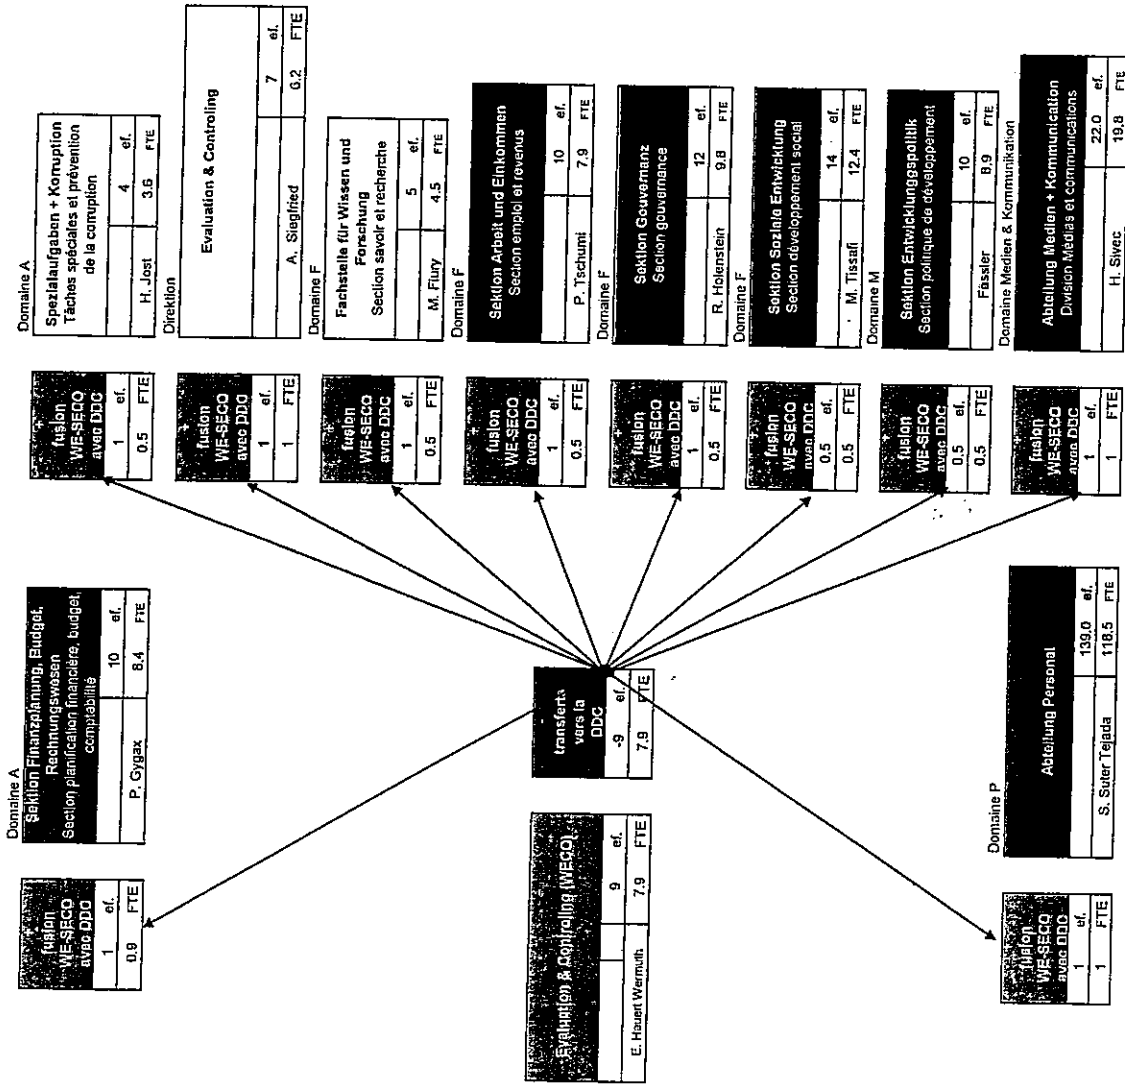 Domaine A
Spezialaufgaben + Korruption
Tâches spéciales et prévention
de la corruption
4 ef.
H. Jost 3.6 FTE
Direktion
Evaluation & Controling
7 ef.
A. Siegfried 6.2 FTE
Domaine F
Fachstelle für Wissen und
Forschung
Section savoir et recherche
5 ef.
M. Flury 4.5 FTE
Domaine F
Sektion Arbeit und Einkommen
Section emploi et revenus
10 ef.
P. Tschumi 7.9 FTE
Domaine F
Sektion Gouvernanz
Section gouvernance
12 ef.
R. Holenstein 9.8 FTE
Domaine F
Sektion Soziale Entwicklung
Section développement social
14 ef.
M. Tissafi 12.4 FTE
Domaine M
Sektion Entwicklungspolitik
Section politique de développement
10 ef.
Fässler 8,9 FTE
Domaine Medien & Kommunikation
Abteilung Medien + Kommunikation
Division Médias et communications
22.0 ef.
H. Sivec 19,8 FTE
+
fusion
WE-SECO
avec DDC
1 ef.
0.5 FTE
+
fusion
WE-SECO
avec DDC
1 ef.
1 FTE
+
fusion
WE-SECO
avec DDC
1 ef.
0.5 FTE
+
fusion
WE-SECO
avec DDC
1 ef.
0.5 FTE
+
fusion
WE-SECO
avec DDC
1 ef.
0.5 FTE
+
fusion
WE-SECO
avec DDC
0.5 ef.
0.5 FTE
+
fusion
WE-SECO
avec DDC
0.5 ef.
0.5 FTE
+
fusion
WE-SECO
avec DDC
1 ef.
1 FTE
Domaine A
Sektion Finanzplanung, Budget,
Rechnungswesen
Section planification financière, budget,
comptabilité
10 ef.
P. Gygax 8.4 FTE
transferts
vers la
DDC
-9 ef.
7.9 FTE
Domaine P
Abteilung Personal
139,0 ef.
S. Suter Tejada 118,5 FTE
fusion
WE-SECO
avec DDC
1 ef.
0.9 FTE
Evaluation & Controling (WECO)
9 ef.
E. Hauert Wermuth 7.9 FTE
fusion
WE-SECO
avec DDC
1 ef.
1 FTE